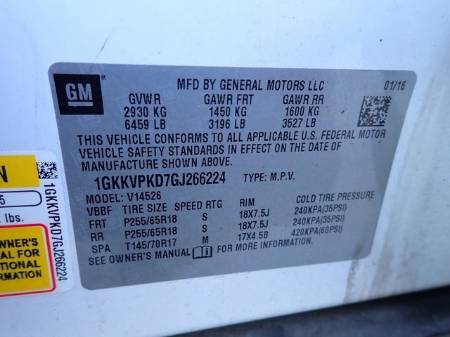 GM
MFD BY GENERAL MOTORS LLC 01/16
GVWR GAWR FRT GAWR RR
2930 KG 1450 KG 1600 KG
6459 LB 3196 LB 3527 LB
THIS VEHICLE CONFORMS TO ALL APPLICABLE U.S. FEDERAL MOTOR
VEHICLE SAFETY STANDARDS IN EFFECT ON THE DATE OF
MANUFACTURE SHOWN ABOVE.
1GKKVPKD7GJ266224 TYPE: M.P.V.
MODEL: V14526
VBBF TIRE SIZE SPEED RTG RIM COLD TIRE PRESSURE
FRT P255/65R18 S 18X7.5J 240KPA(35PSI)
RR P255/65R18 S 18X7.5J 240KPA(35PSI)
SPA T145/70R17 M 17X4.5B 420KPA(60PSI)
SEE OWNER'S MANUAL FOR MORE INFORMATION.
N
5
lbs.
OWNER'S
AL FOR
TIONAL
RMATION
1GKKVPKD7GJ266224